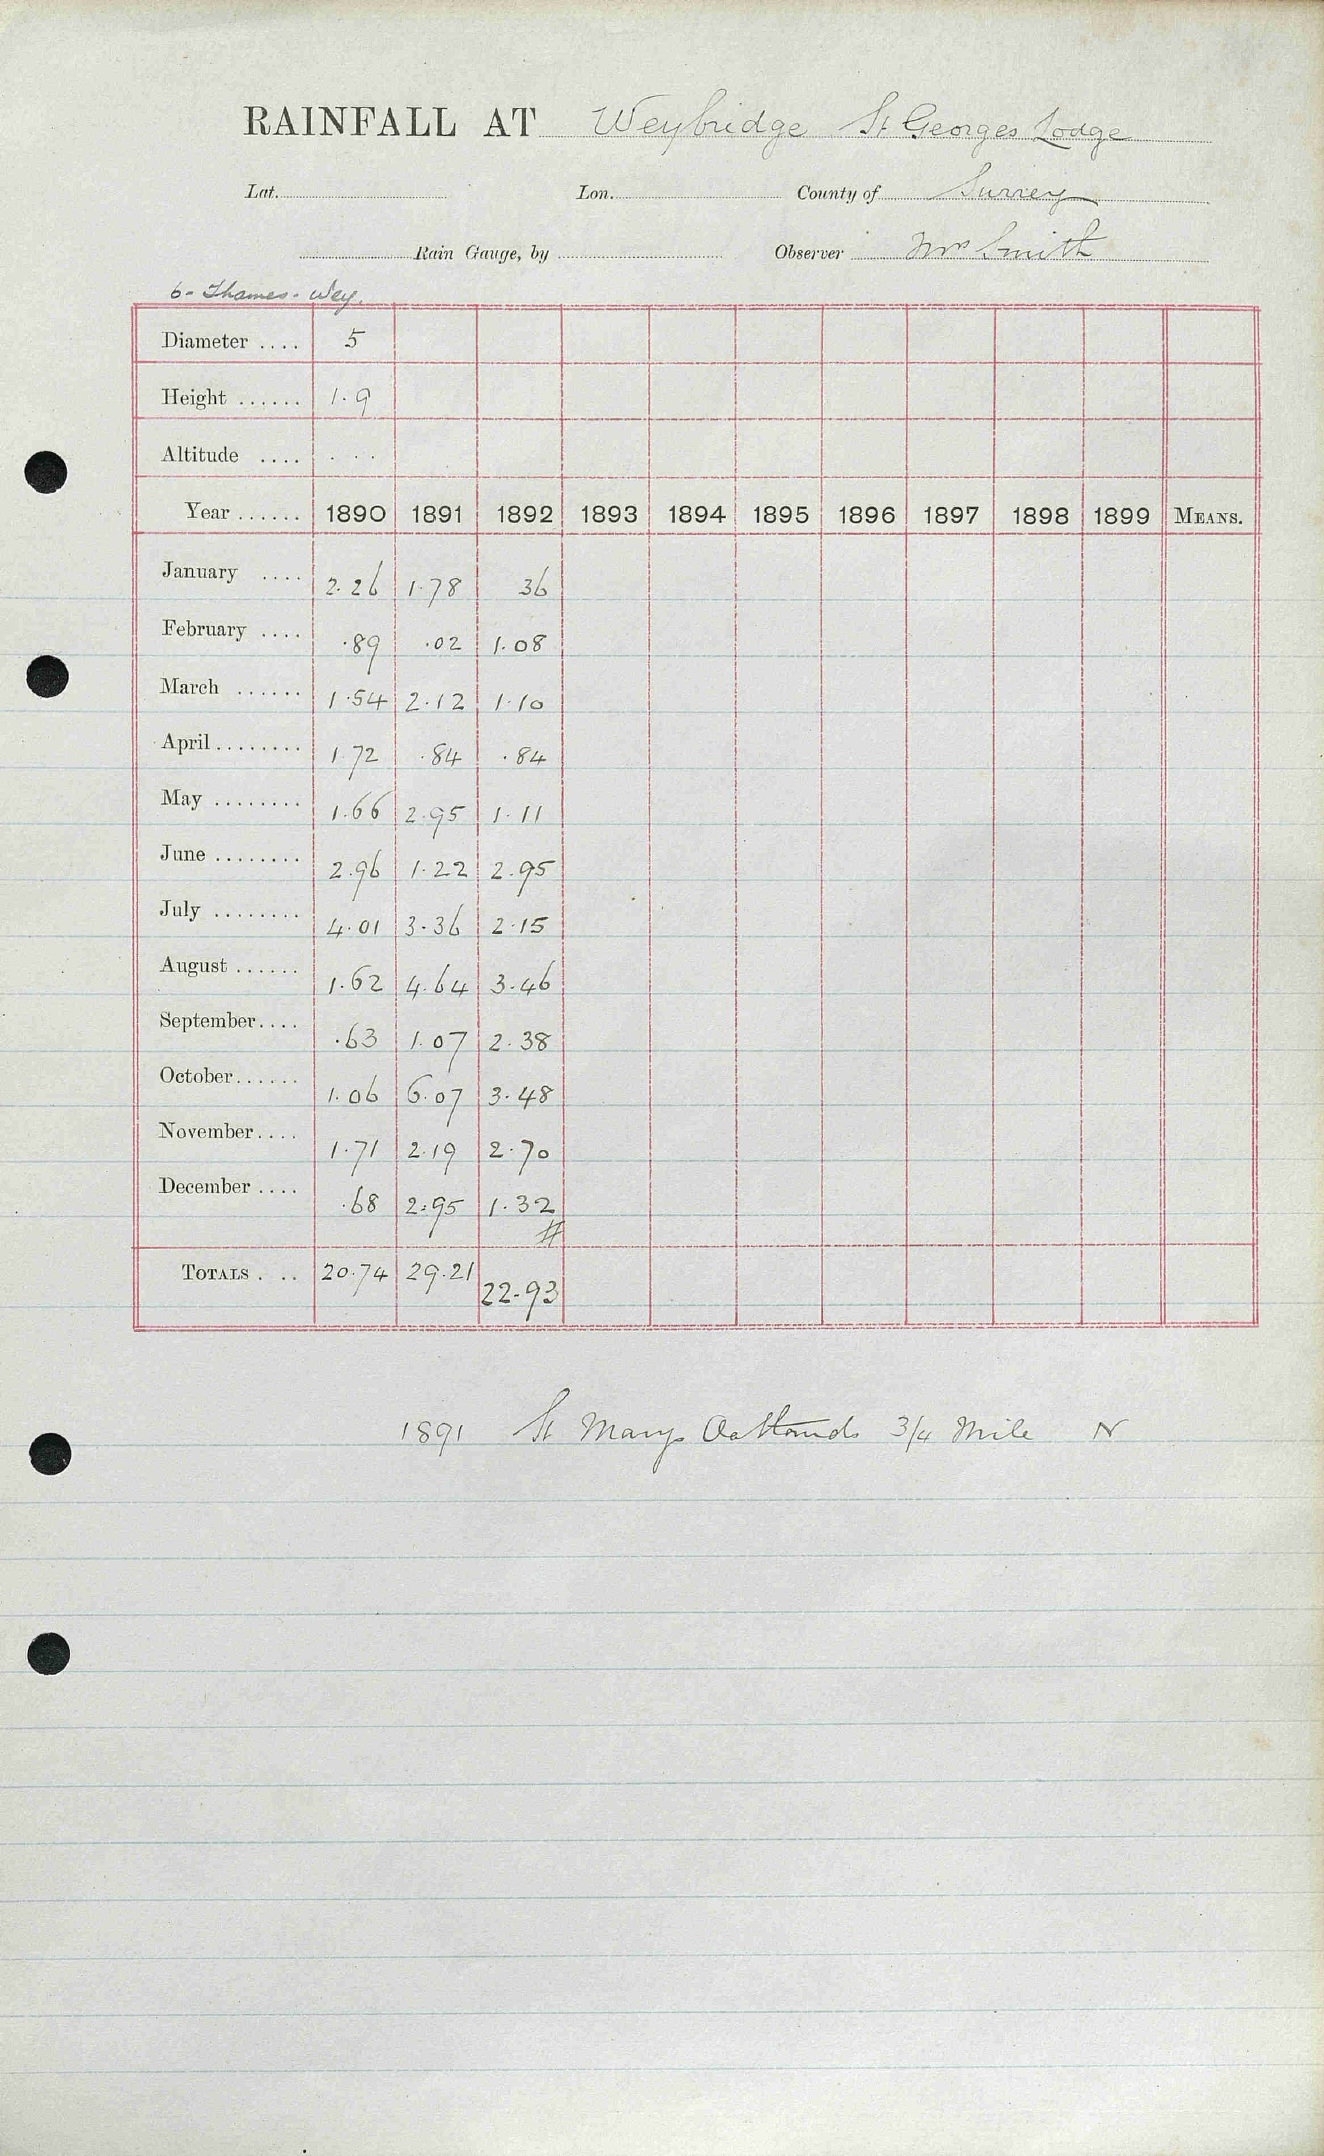 RAINFALL AT Weybridge St Georges Lodge
Lat. Lon. County of Surrey
Rain Gauge, by Observer Mrs Smith
6 - Thames - Wey.
Diameter .... 5
Height ...... 1.9
Altitude .... ...
Year ...... 1890 1891 1892 1893 1894 1895 1896 1897 1898 1899 MEANS.
January .... 2.26 1.78 36
February .... .89 .02 1.08
March ...... 1.54 2.12 1.10
April ........ 1.72 .84 .84
May ........ 1.66 2.95 1.11
June ........ 2.96 1.22 2.95
July ........ 4.01 3.36 2.15
August ...... 1.62 4.64 3.46
September.... .63 1.07 2.38
October...... 1.06 6.07 3.48
November.... 1.71 2.19 2.70
December .... .68 2.95 1.32
#
TOTALS . .. 20.74 29.21 22.93
1891 St Marys Oatlands 3/4 Mile N